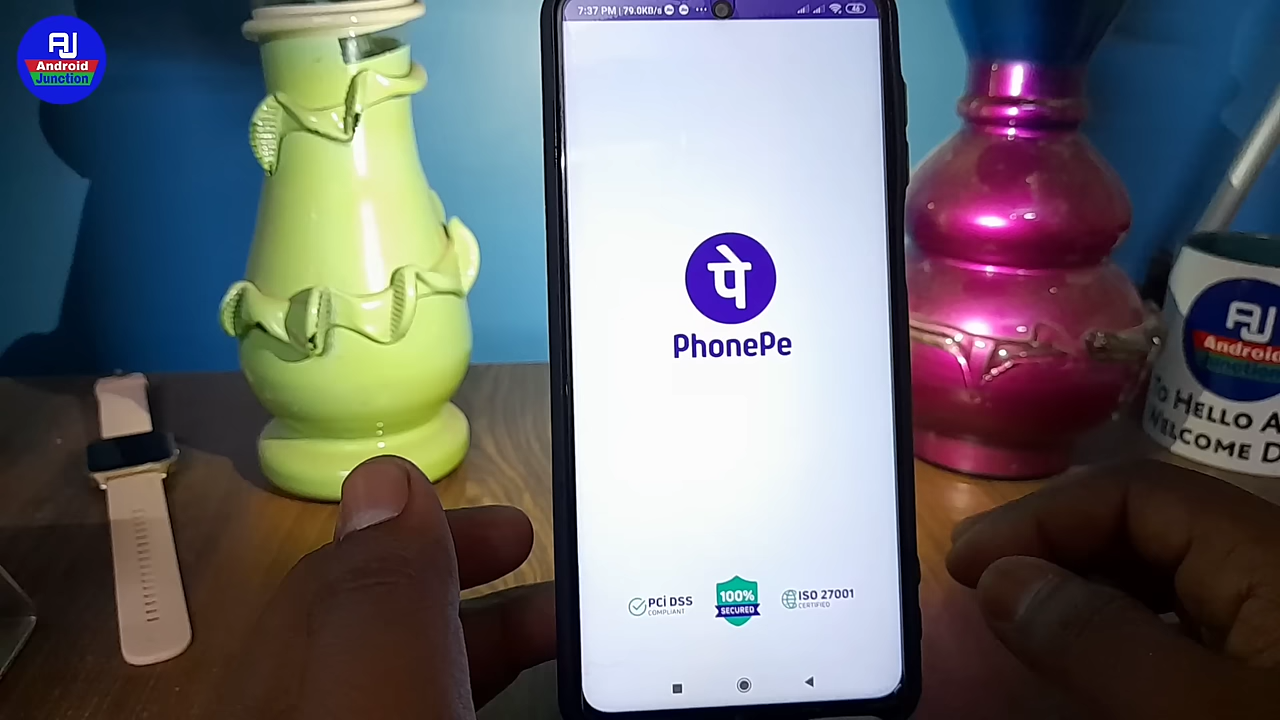 AJ
Android
Junction
7:37 PM | 79.0KB/s
पे
PhonePe
PCi DSS
COMPLIANT
100%
SECURED
ISO 27001
CERTIFIED
AJ
Android
Junction
HELLO
WELCOME